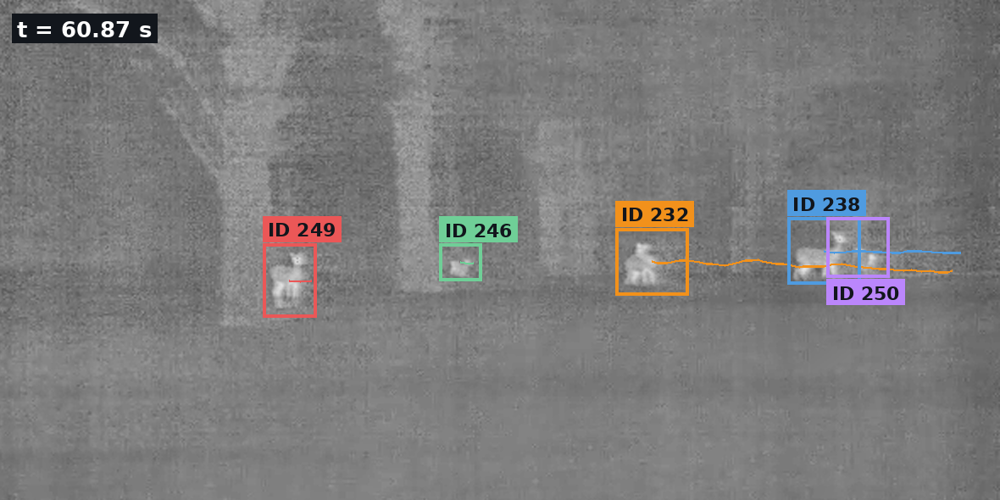 t = 60.87 s
ID 238
ID 232
ID 249
ID 246
ID 250